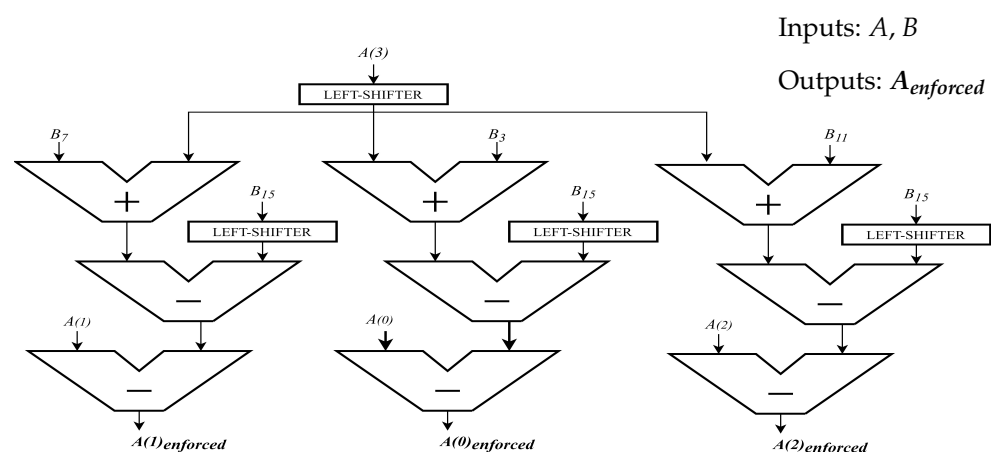 Inputs: A, B
Outputs: A_enforced
A(3)
LEFT-SHIFTER
B_7
B_3
B_11
+
+
+
B_15
B_15
B_15
LEFT-SHIFTER
LEFT-SHIFTER
LEFT-SHIFTER
—
—
—
A(1)
A(0)
A(2)
—
—
—
A(1)_enforced
A(0)_enforced
A(2)_enforced